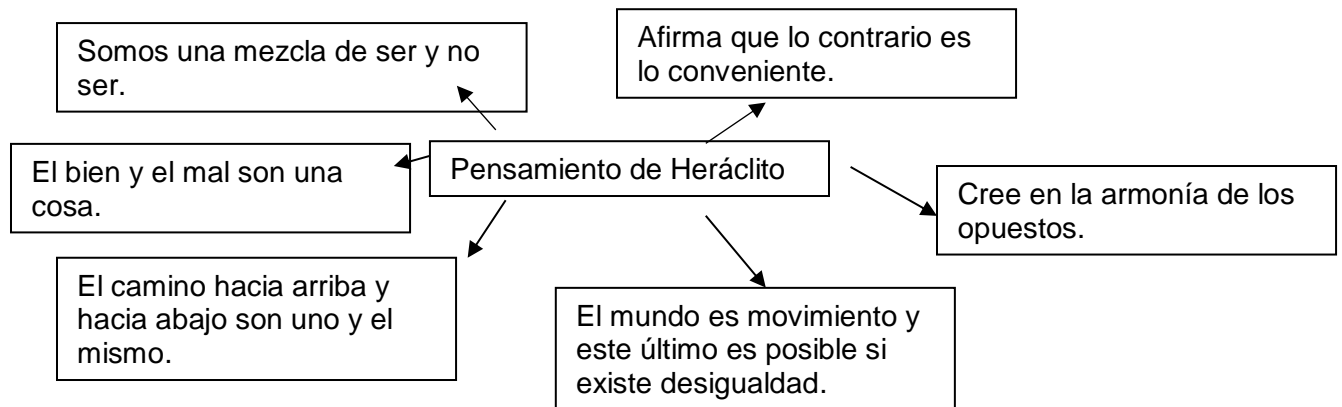 Somos una mezcla de ser y no
ser.
Afirma que lo contrario es
lo conveniente.
El bien y el mal son una
cosa.
Pensamiento de Heráclito
Cree en la armonía de los
opuestos.
El camino hacia arriba y
hacia abajo son uno y el
mismo.
El mundo es movimiento y
este último es posible si
existe desigualdad.